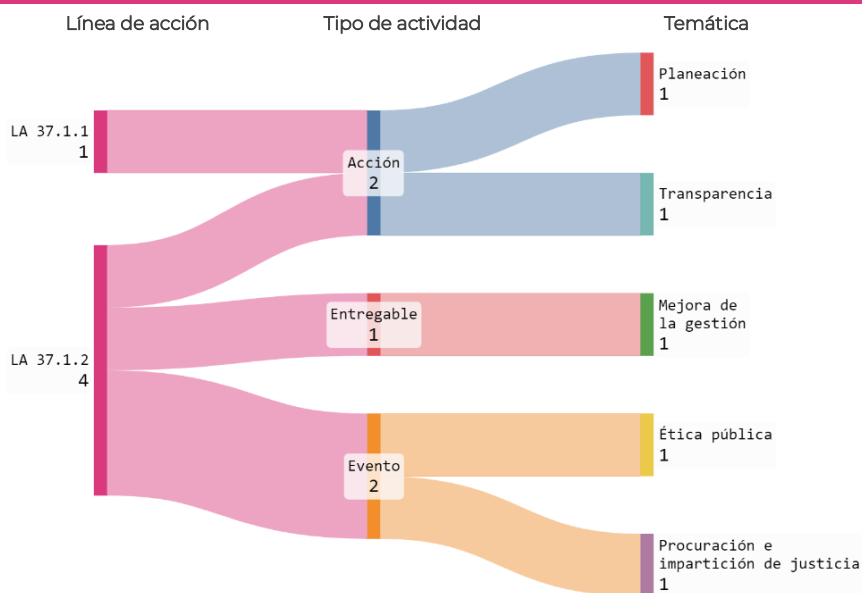 Línea de acción
Tipo de actividad
Temática
LA 37.1.1
1
LA 37.1.2
4
Acción
2
Entregable
1
Evento
2
Planeación
1
Transparencia
1
Mejora de
la gestión
1
Ética pública
1
Procuración e
impartición de justicia
1